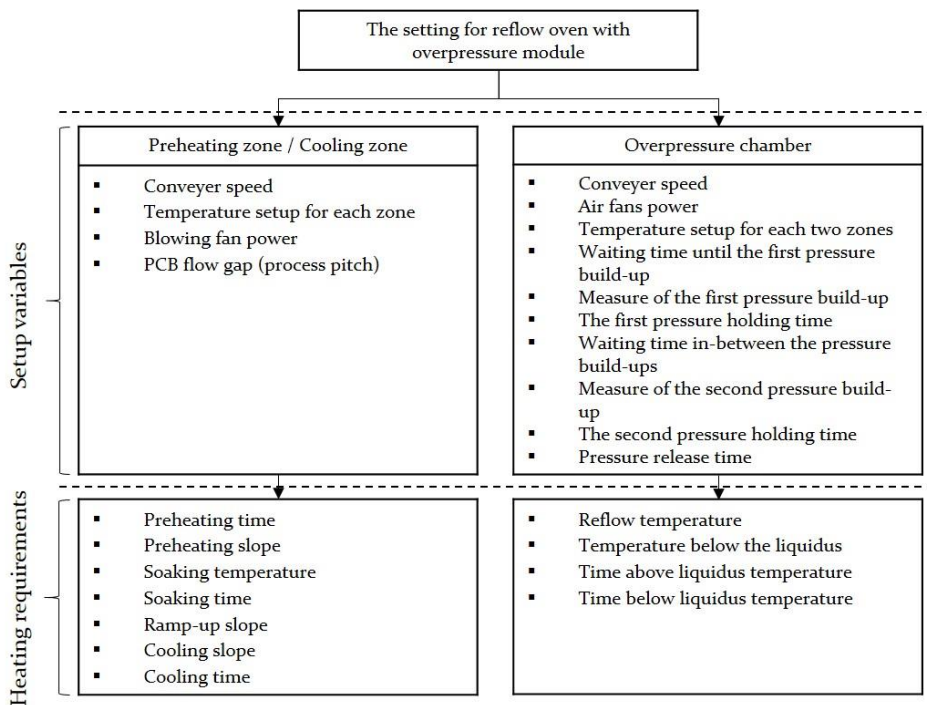 The setting for reflow oven with
overpressure module
Setup variables
Preheating zone / Cooling zone
▪ Conveyer speed
▪ Temperature setup for each zone
▪ Blowing fan power
▪ PCB flow gap (process pitch)
Overpressure chamber
▪ Conveyer speed
▪ Air fans power
▪ Temperature setup for each two zones
▪ Waiting time until the first pressure
build-up
▪ Measure of the first pressure build-up
▪ The first pressure holding time
▪ Waiting time in-between the pressure
build-ups
▪ Measure of the second pressure build-
up
▪ The second pressure holding time
▪ Pressure release time
Heating requirements
▪ Preheating time
▪ Preheating slope
▪ Soaking temperature
▪ Soaking time
▪ Ramp-up slope
▪ Cooling slope
▪ Cooling time
▪ Reflow temperature
▪ Temperature below the liquidus
▪ Time above liquidus temperature
▪ Time below liquidus temperature